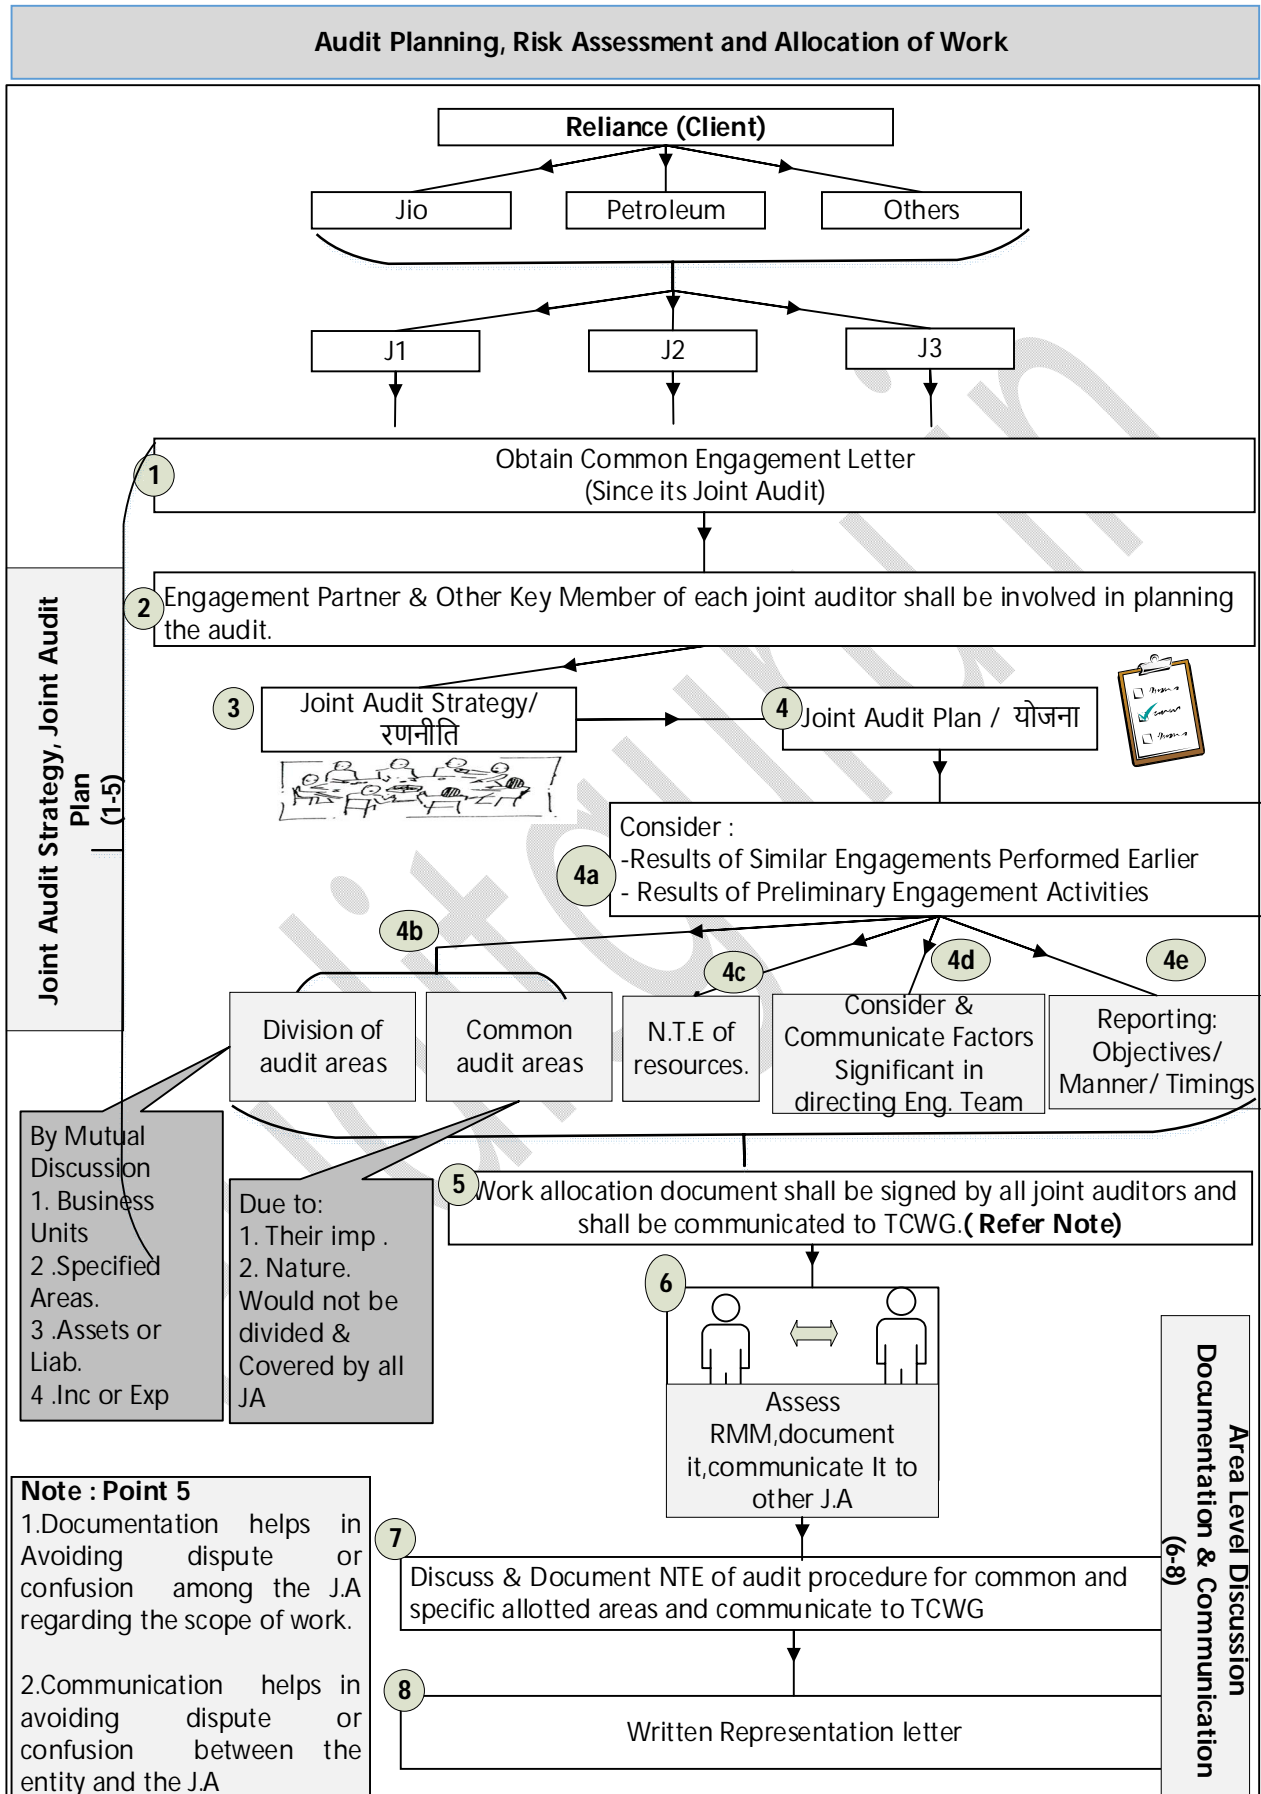 Audit Planning, Risk Assessment and Allocation of Work
Reliance (Client)
Jio
Petroleum
Others
J1
J2
J3
1
Obtain Common Engagement Letter
(Since its Joint Audit)
2
Engagement Partner & Other Key Member of each joint auditor shall be involved in planning
the audit.
Joint Audit Strategy, Joint Audit
Plan
(1-5)
3
Joint Audit Strategy/
रणनीति
4
Joint Audit Plan / योजना
4a
Consider :
-Results of Similar Engagements Performed Earlier
- Results of Preliminary Engagement Activities
4b
4c
4d
4e
Division of
audit areas
Common
audit areas
N.T.E of
resources.
Consider &
Communicate Factors
Significant in
directing Eng. Team
Reporting:
Objectives/
Manner/ Timings
By Mutual
Discussion
1. Business
Units
2 .Specified
Areas.
3 .Assets or
Liab.
4 .Inc or Exp
Due to:
1. Their imp .
2. Nature.
Would not be
divided &
Covered by all
JA
5
Work allocation document shall be signed by all joint auditors and
shall be communicated to TCWG.( Refer Note)
6
Assess
RMM,document
it,communicate It to
other J.A
Area Level Discussion
Documentation & Communication
(6-8)
Note : Point 5
1.Documentation helps in
Avoiding dispute or
confusion among the J.A
regarding the scope of work.
2.Communication helps in
avoiding dispute or
confusion between the
entity and the J.A
7
Discuss & Document NTE of audit procedure for common and
specific allotted areas and communicate to TCWG
8
Written Representation letter